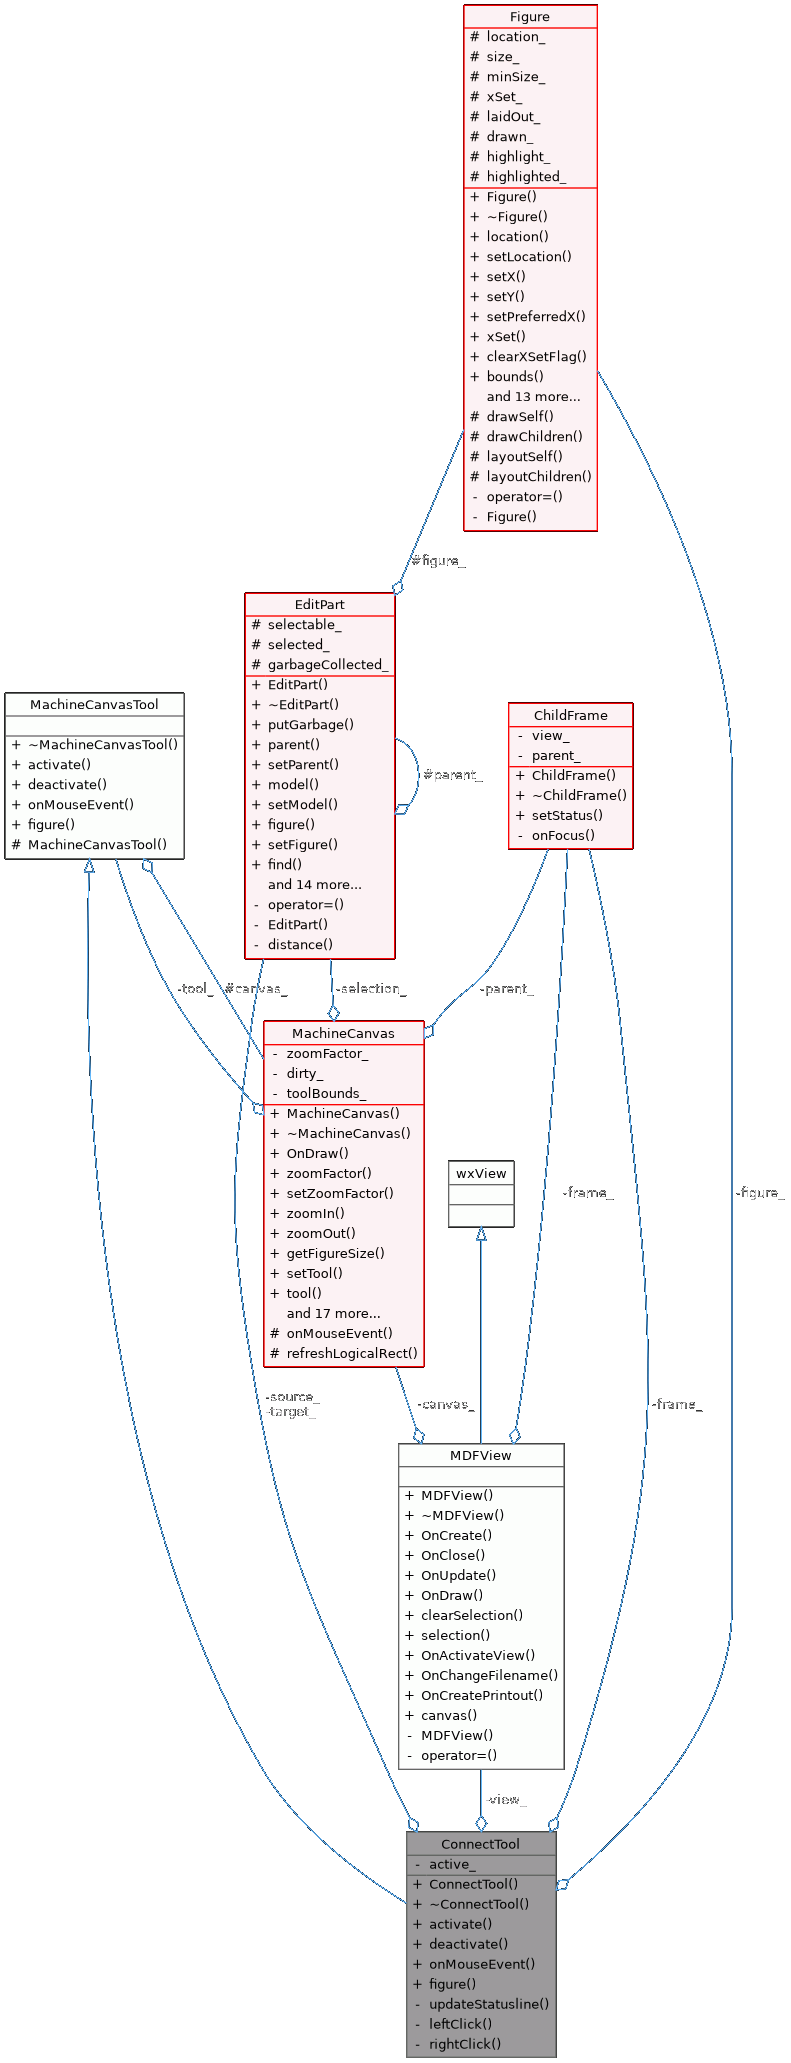 Figure
# location_
# size_
# minSize_
# xSet_
# laidOut_
# drawn_
# highlight_
# highlighted_
+ Figure()
+ ~Figure()
+ location()
+ setLocation()
+ setX()
+ setY()
+ setPreferredX()
+ xSet()
+ clearXSetFlag()
+ bounds()
and 13 more...
# drawSelf()
# drawChildren()
# layoutSelf()
# layoutChildren()
- operator=()
- Figure()
#figure_
EditPart
# selectable_
# selected_
# garbageCollected_
+ EditPart()
+ ~EditPart()
+ putGarbage()
+ parent()
+ setParent()
+ model()
+ setModel()
+ figure()
+ setFigure()
+ find()
and 14 more...
- operator=()
- EditPart()
- distance()
#parent_
MachineCanvasTool
+ ~MachineCanvasTool()
+ activate()
+ deactivate()
+ onMouseEvent()
+ figure()
# MachineCanvasTool()
ChildFrame
- view_
- parent_
+ ChildFrame()
+ ~ChildFrame()
+ setStatus()
- onFocus()
-tool_
#canvas_
-selection_
-parent_
MachineCanvas
- zoomFactor_
- dirty_
- toolBounds_
+ MachineCanvas()
+ ~MachineCanvas()
+ OnDraw()
+ zoomFactor()
+ setZoomFactor()
+ zoomIn()
+ zoomOut()
+ getFigureSize()
+ setTool()
+ tool()
and 17 more...
# onMouseEvent()
# refreshLogicalRect()
wxView
-frame_
-figure_
-source_
-target_
-canvas_
-frame_
MDFView
+ MDFView()
+ ~MDFView()
+ OnCreate()
+ OnClose()
+ OnUpdate()
+ OnDraw()
+ clearSelection()
+ selection()
+ OnActivateView()
+ OnChangeFilename()
+ OnCreatePrintout()
+ canvas()
- MDFView()
- operator=()
-view_
ConnectTool
- active_
+ ConnectTool()
+ ~ConnectTool()
+ activate()
+ deactivate()
+ onMouseEvent()
+ figure()
- updateStatusline()
- leftClick()
- rightClick()